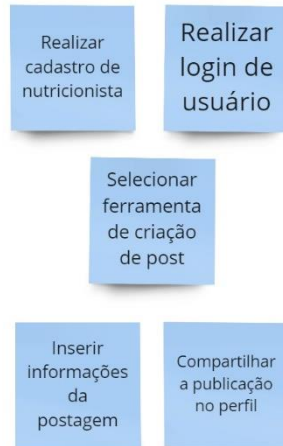 Realizar
cadastro de
nutricionista
Realizar
login de
usuário
Selecionar
ferramenta
de criação
de post
Inserir
informações
da
postagem
Compartilhar
a publicação
no perfil